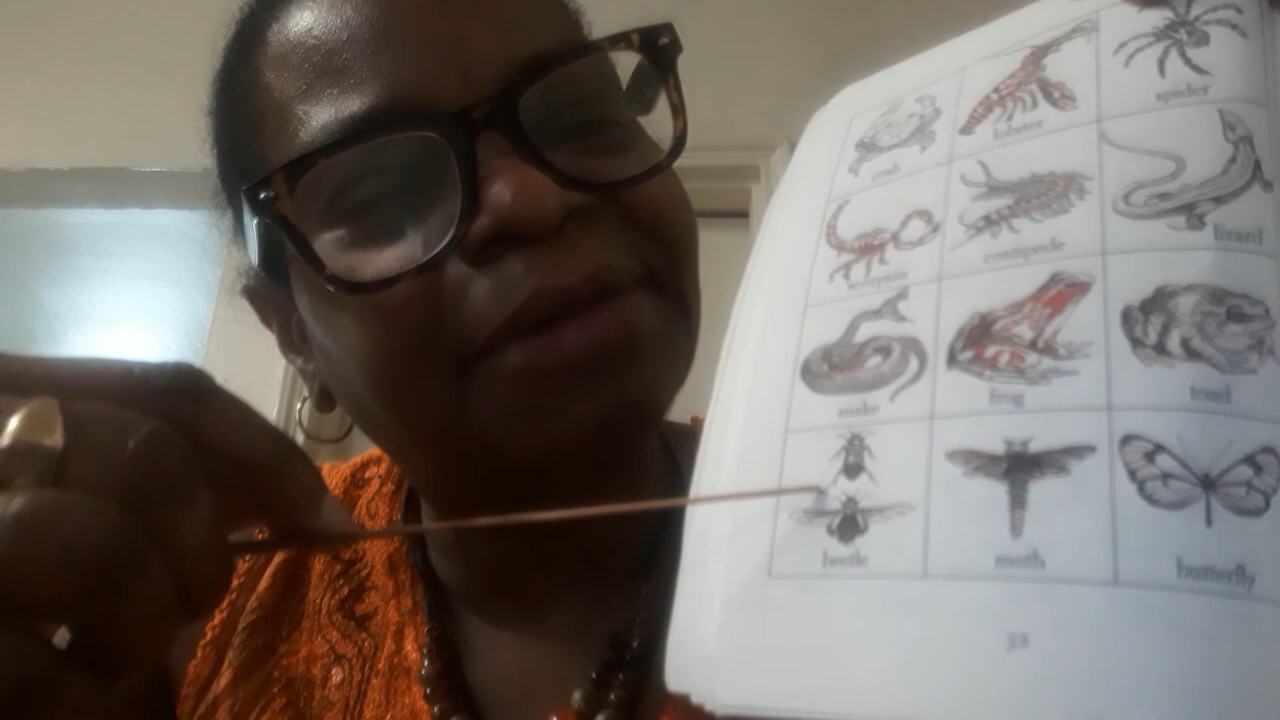 spider
lobster
crab
lizard
centipede
scorpion
snake
frog
toad
beetle
moth
butterfly